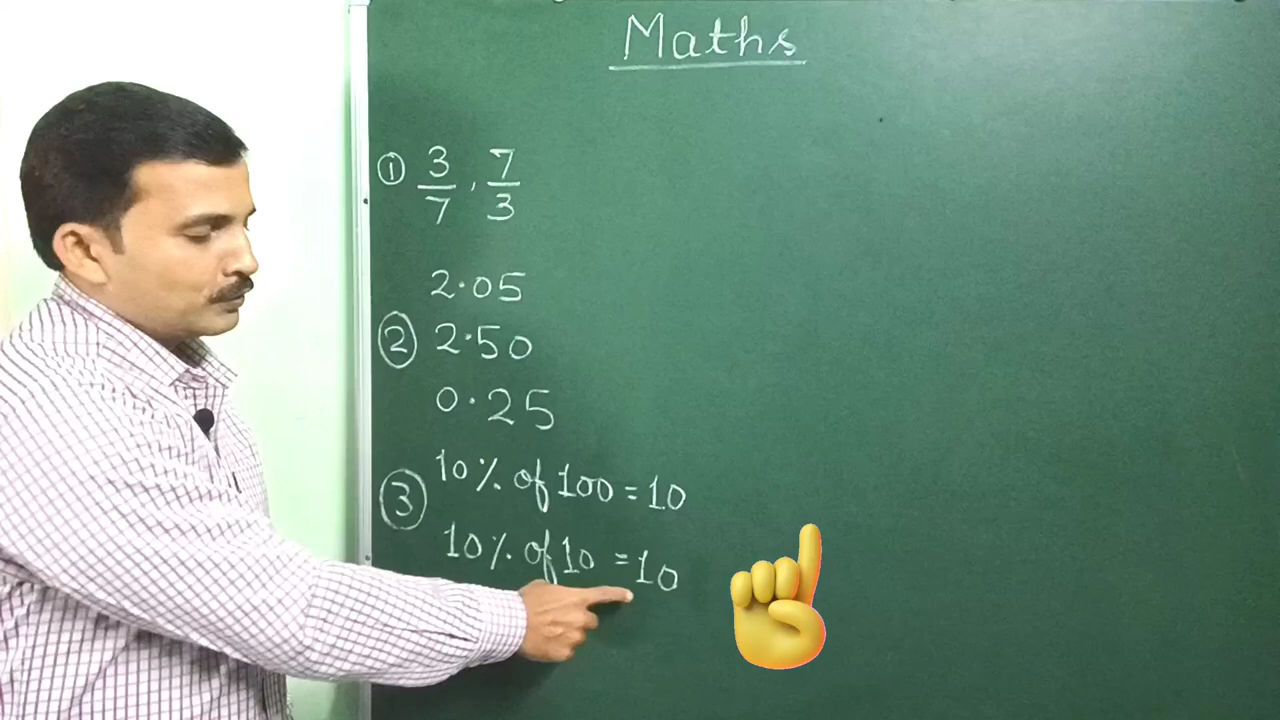 Maths
① 3/7, 7/3
2.05
② 2.50
0.25
③ 10% of 100 = 10
10% of 10 = 10